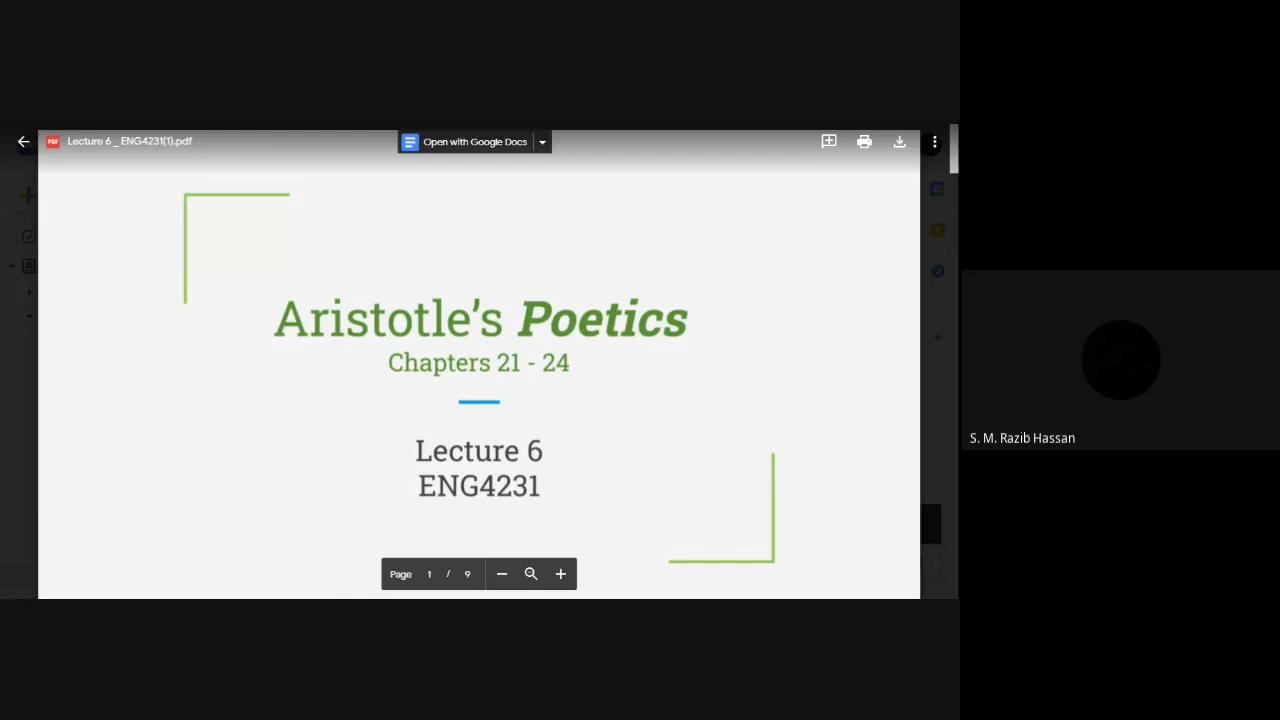 Lecture 6 _ ENG4231(1).pdf
Open with Google Docs
Aristotle's Poetics
Chapters 21 - 24
Lecture 6
ENG4231
Page 1 / 9
S. M. Razib Hassan